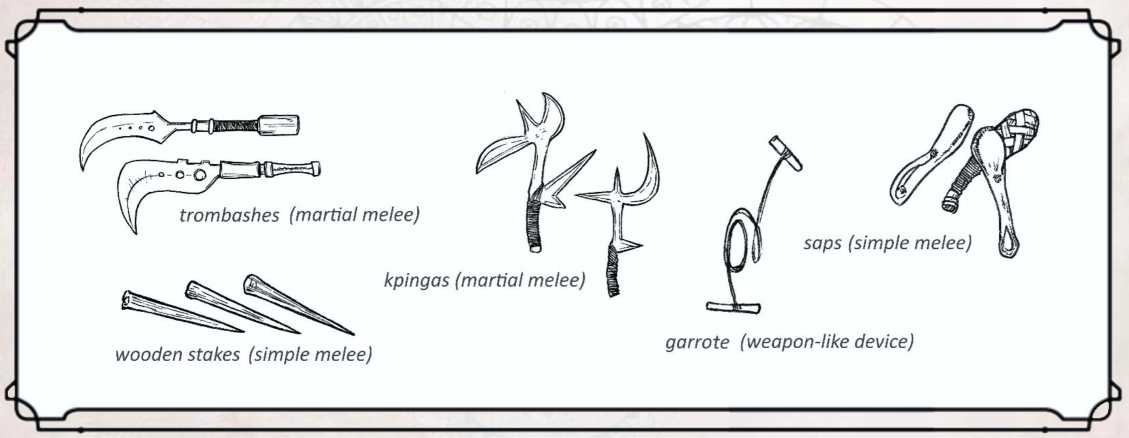 trombashes (martial melee)
kpingas (martial melee)
saps (simple melee)
wooden stakes (simple melee)
garrote (weapon-like device)